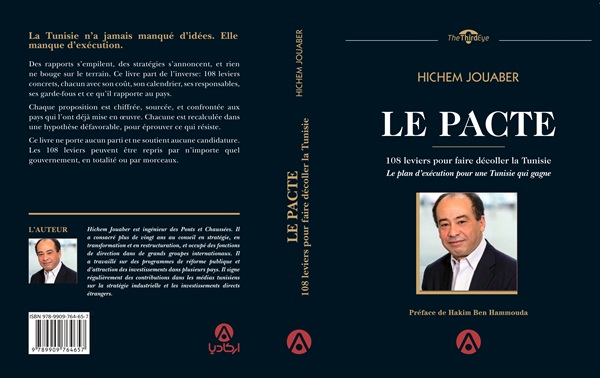 La Tunisie n'a jamais manqué d'idées. Elle
manque d'exécution.
Des rapports s'empilent, des stratégies s'annoncent, et rien
ne bouge sur le terrain. Ce livre part de l'inverse: 108 leviers
concrets, chacun avec son coût, son calendrier, ses responsables,
ses garde-fous et ce qu'il rapporte au pays.
Chaque proposition est chiffrée, sourcée, et confrontée aux
pays qui l'ont déjà mise en œuvre. Chacune est recalculée dans
une hypothèse défavorable, pour éprouver ce qui résiste.
Ce livre ne porte aucun parti et ne soutient aucune candidature.
Les 108 leviers peuvent être repris par n'importe quel
gouvernement, en totalité ou par morceaux.
L'AUTEUR
Hichem Jouaber est ingénieur des Ponts et Chaussées. Il
a consacré plus de vingt ans au conseil en stratégie, en
transformation et en restructuration, et occupé des fonctions
de direction dans de grands groupes internationaux. Il
a travaillé sur des programmes de réforme publique et
d'attraction des investissements dans plusieurs pays. Il signe
régulièrement des contributions dans les médias tunisiens
sur la stratégie industrielle et les investissements directs
étrangers.
ISBN 978-9909-764-65-7
9789909764657
اركاديا
HICHEM JOUABER
LE PACTE
108 leviers pour faire décoller la Tunisie
TheThirdEye
HICHEM JOUABER
LE PACTE
108 leviers pour faire décoller la Tunisie
Le plan d'exécution pour une Tunisie qui gagne
Préface de Hakim Ben Hammouda